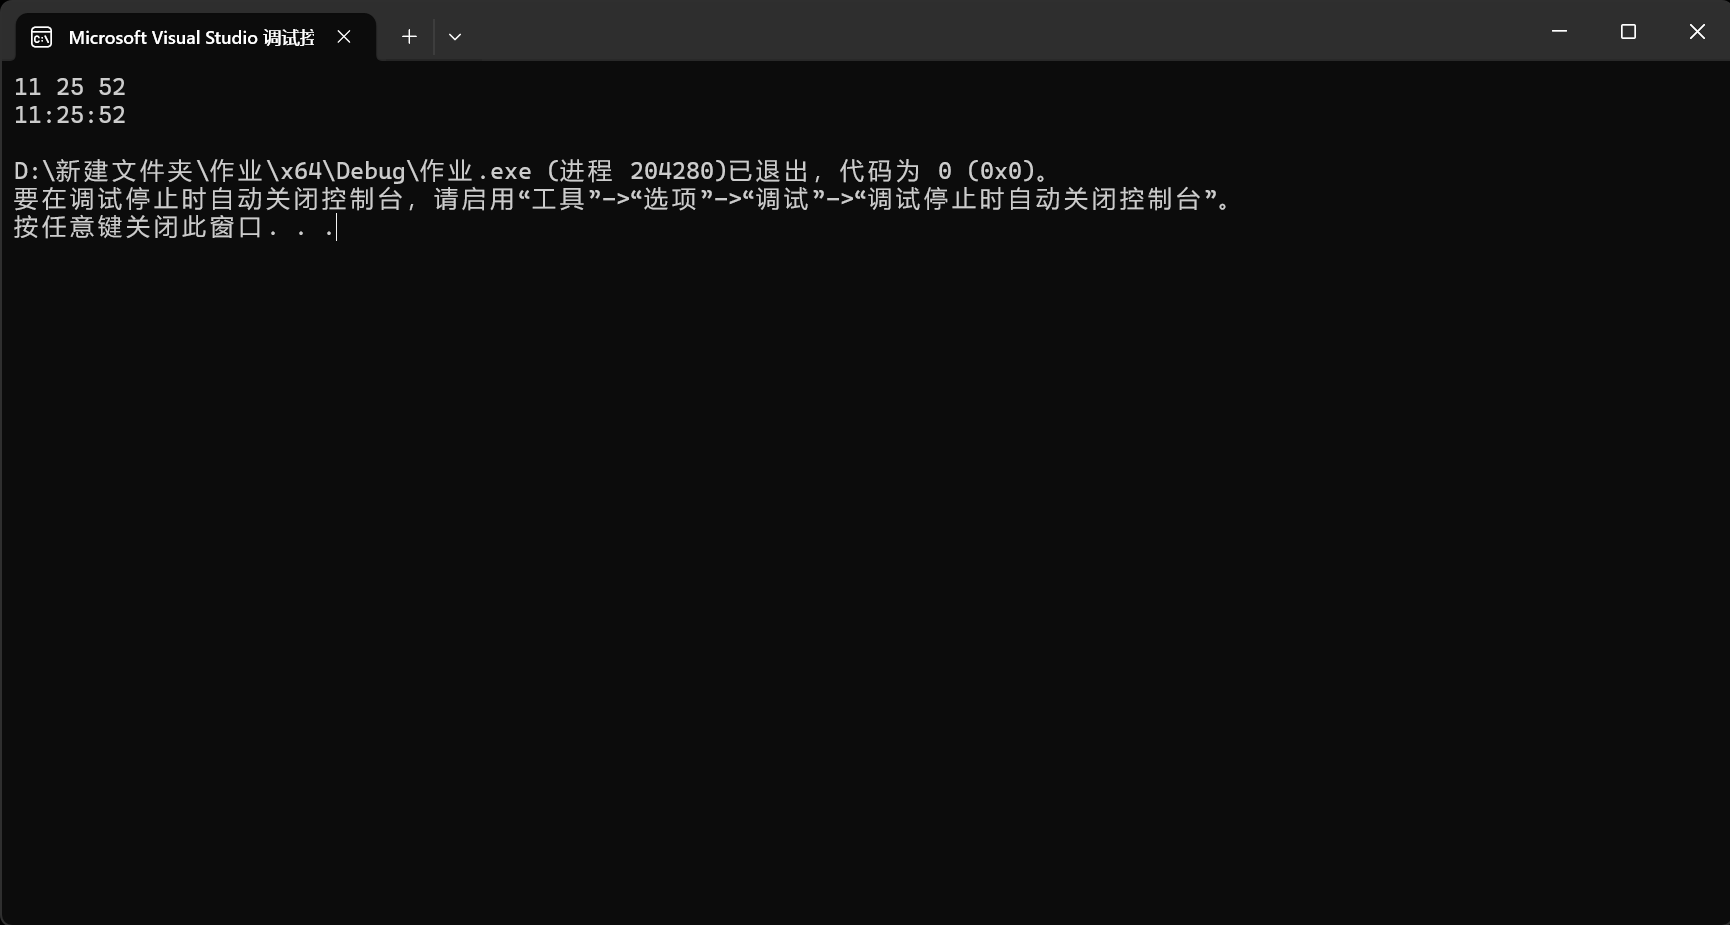 Microsoft Visual Studio 调试控
11 25 52
11:25:52
D:\新建文件夹\作业\x64\Debug\作业.exe (进程 204280)已退出，代码为 0 (0x0)。
要在调试停止时自动关闭控制台，请启用“工具”->“选项”->“调试”->“调试停止时自动关闭控制台”。
按任意键关闭此窗口. . .